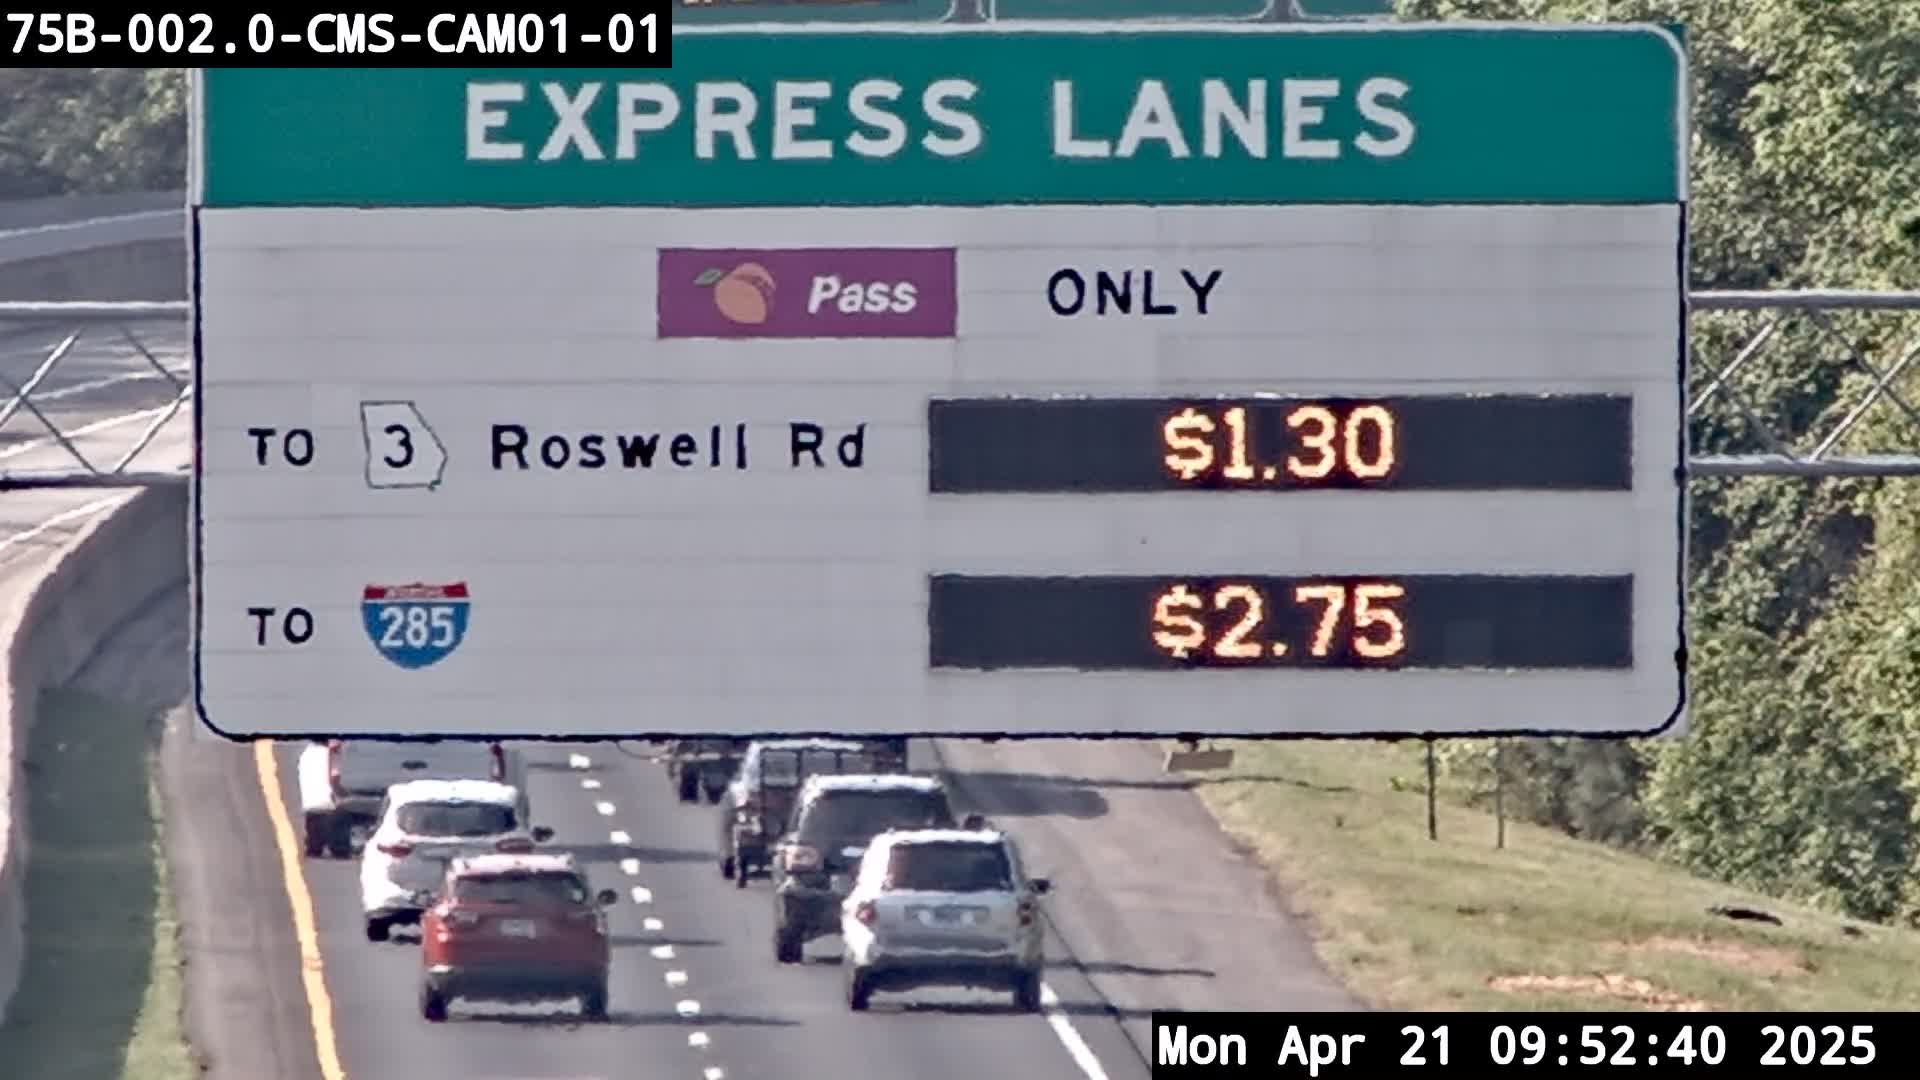 75B-002.0-CMS-CAM01-01
EXPRESS LANES
Pass ONLY
TO 3 Roswell Rd $1.30
TO 285 $2.75
Mon Apr 21 09:52:40 2025